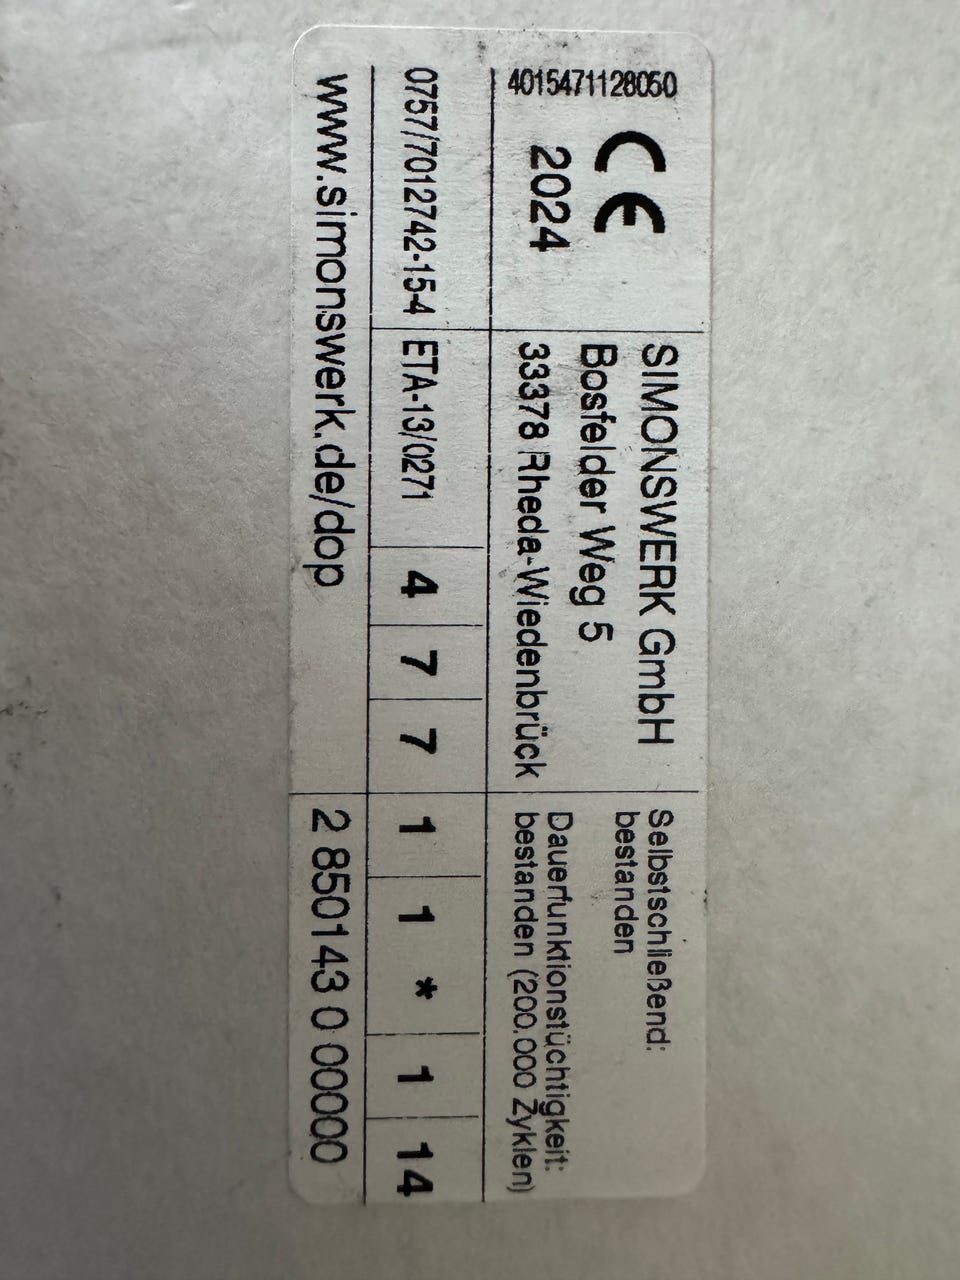 4015471128050
CE
2024
SIMONSWERK GmbH
Bosfelder Weg 5
33378 Rheda-Wiedenbrück
Selbstschließend:
bestanden
Dauerfunktionstüchtigkeit:
bestanden (200.000 Zyklen)
0757/7012742-15-4 ETA-13/0271 4 7 7 1 1 * 1 14
www.simonswerk.de/dop 2 850143 0 00000